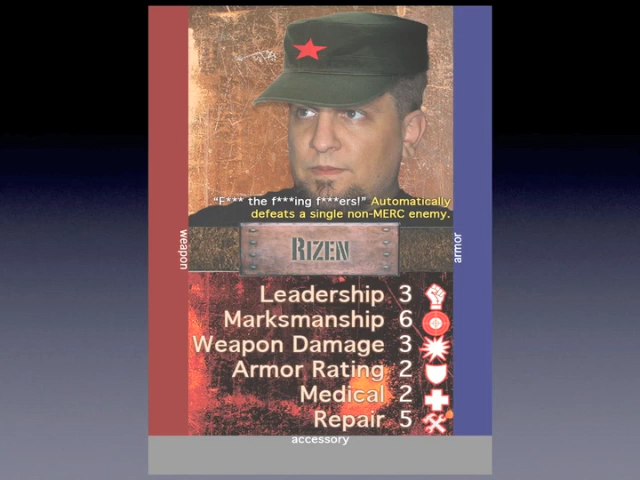 "F*** the f***ing f***ers!" Automatically
defeats a single non-MERC enemy.
weapon
armor
RIZEN
Leadership 3
Marksmanship 6
Weapon Damage 3
Armor Rating 2
Medical 2
Repair 5
accessory